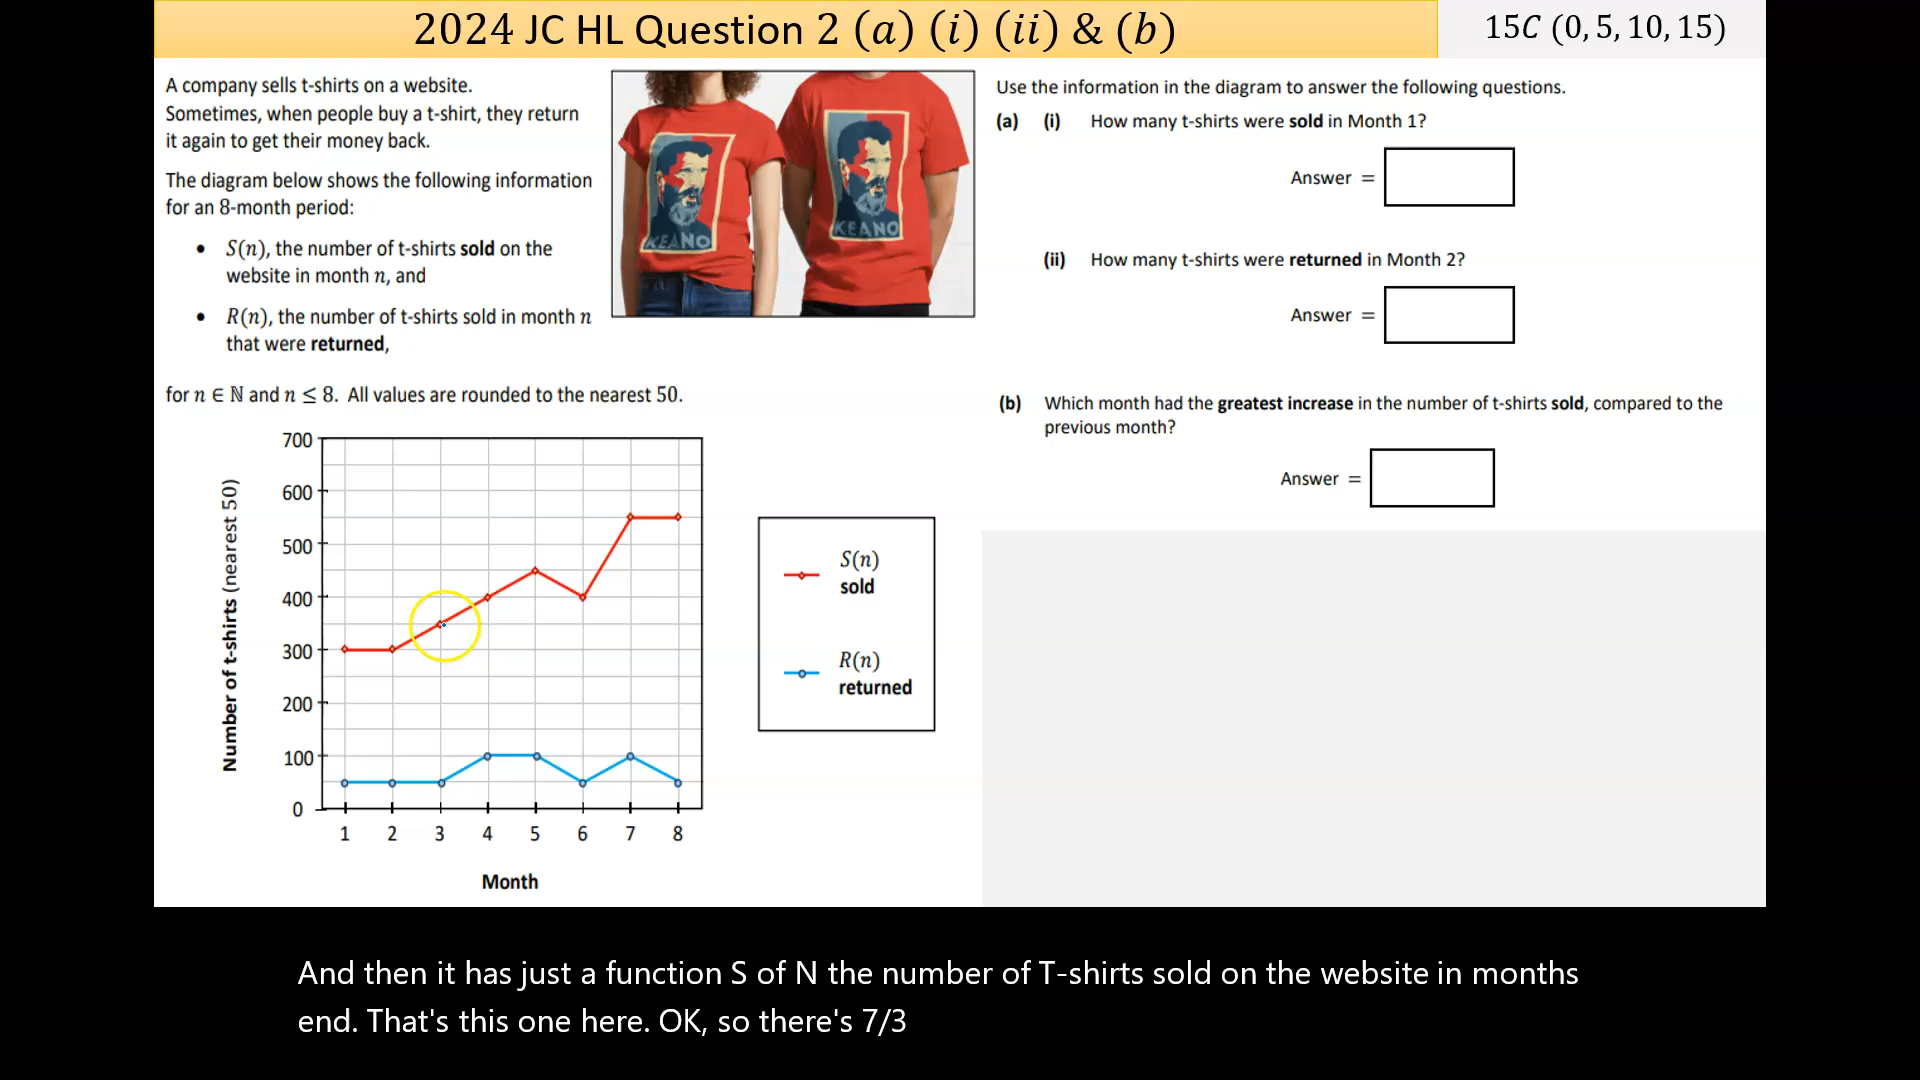 2024 JC HL Question 2 (a) (i) (ii) & (b)
15C (0, 5, 10, 15)
A company sells t-shirts on a website.
Sometimes, when people buy a t-shirt, they return
it again to get their money back.
The diagram below shows the following information
for an 8-month period:
• S(n), the number of t-shirts sold on the
website in month n, and
• R(n), the number of t-shirts sold in month n
that were returned,
for n ∈ ℕ and n ≤ 8. All values are rounded to the nearest 50.
KEANO
KEANO
Number of t-shirts (nearest 50)
700
600
500
400
300
200
100
0
1 2 3 4 5 6 7 8
Month
S(n)
sold
R(n)
returned
Use the information in the diagram to answer the following questions.
(a) (i) How many t-shirts were sold in Month 1?
Answer =
(ii) How many t-shirts were returned in Month 2?
Answer =
(b) Which month had the greatest increase in the number of t-shirts sold, compared to the
previous month?
Answer =
And then it has just a function S of N the number of T-shirts sold on the website in months
end. That's this one here. OK, so there's 7/3